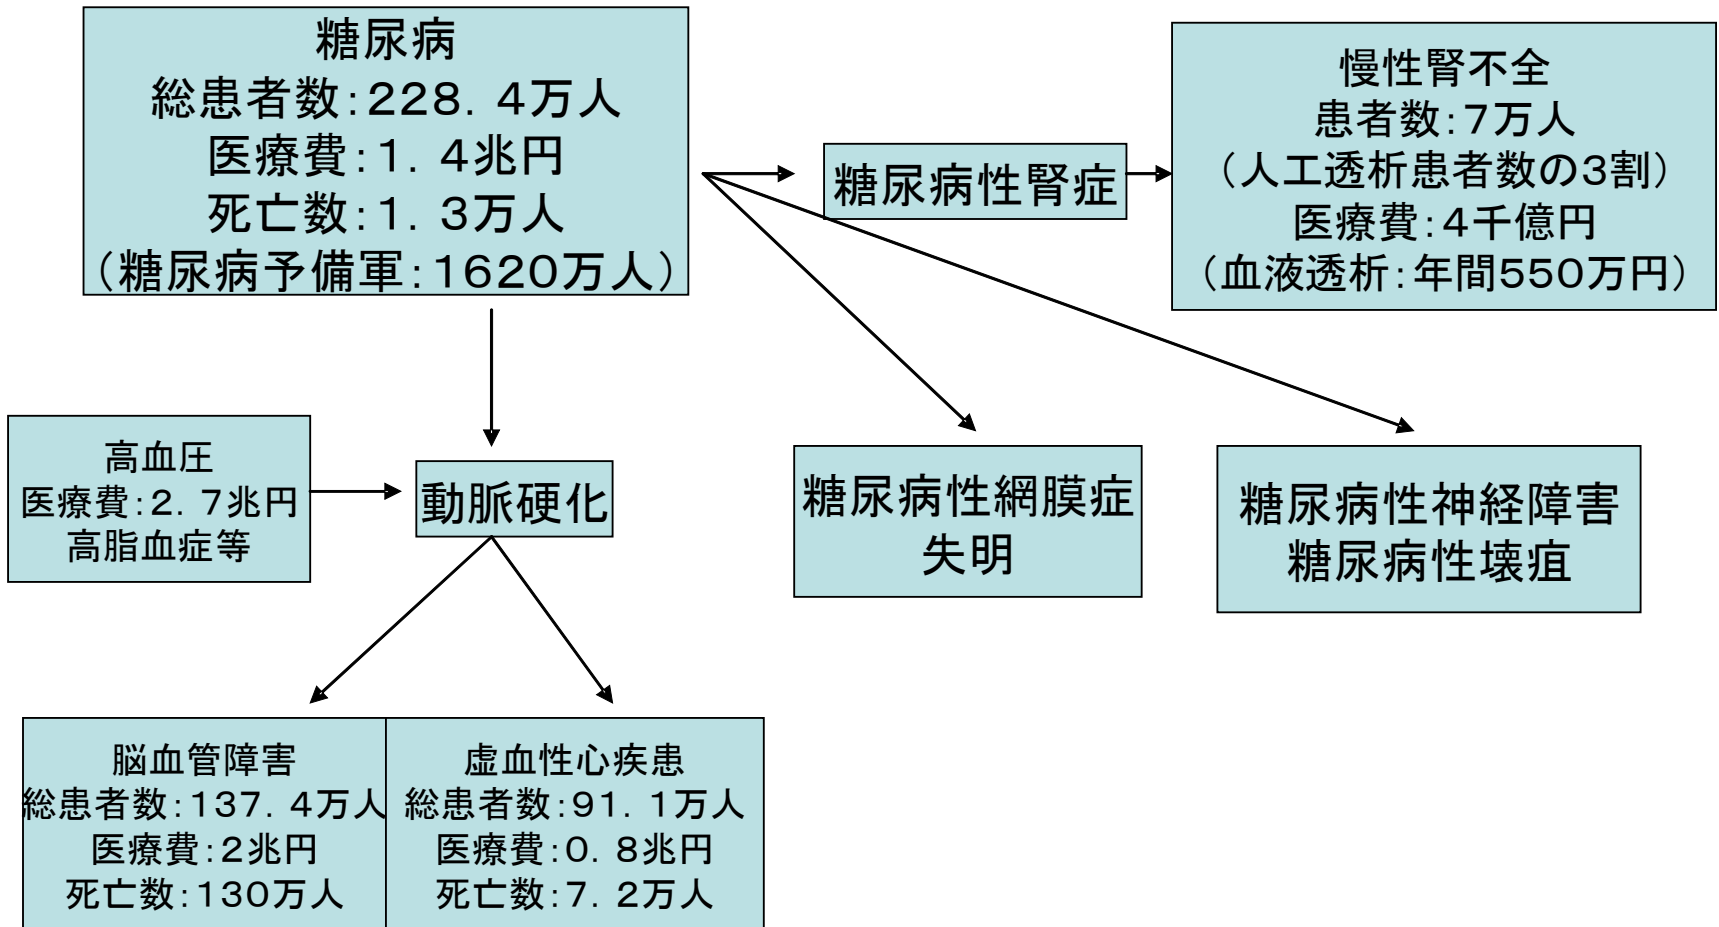 糖尿病
総患者数：２２８．４万人
医療費：１．４兆円
死亡数：１．３万人
（糖尿病予備軍：１６２０万人）
糖尿病性腎症
慢性腎不全
患者数：７万人
（人工透析患者数の３割）
医療費：４千億円
（血液透析：年間５５０万円）
高血圧
医療費：２．７兆円
高脂血症等
動脈硬化
糖尿病性網膜症
失明
糖尿病性神経障害
糖尿病性壊疽
脳血管障害
総患者数：１３７．４万人
医療費：２兆円
死亡数：１３０万人
虚血性心疾患
総患者数：９１．１万人
医療費：０．８兆円
死亡数：７．２万人